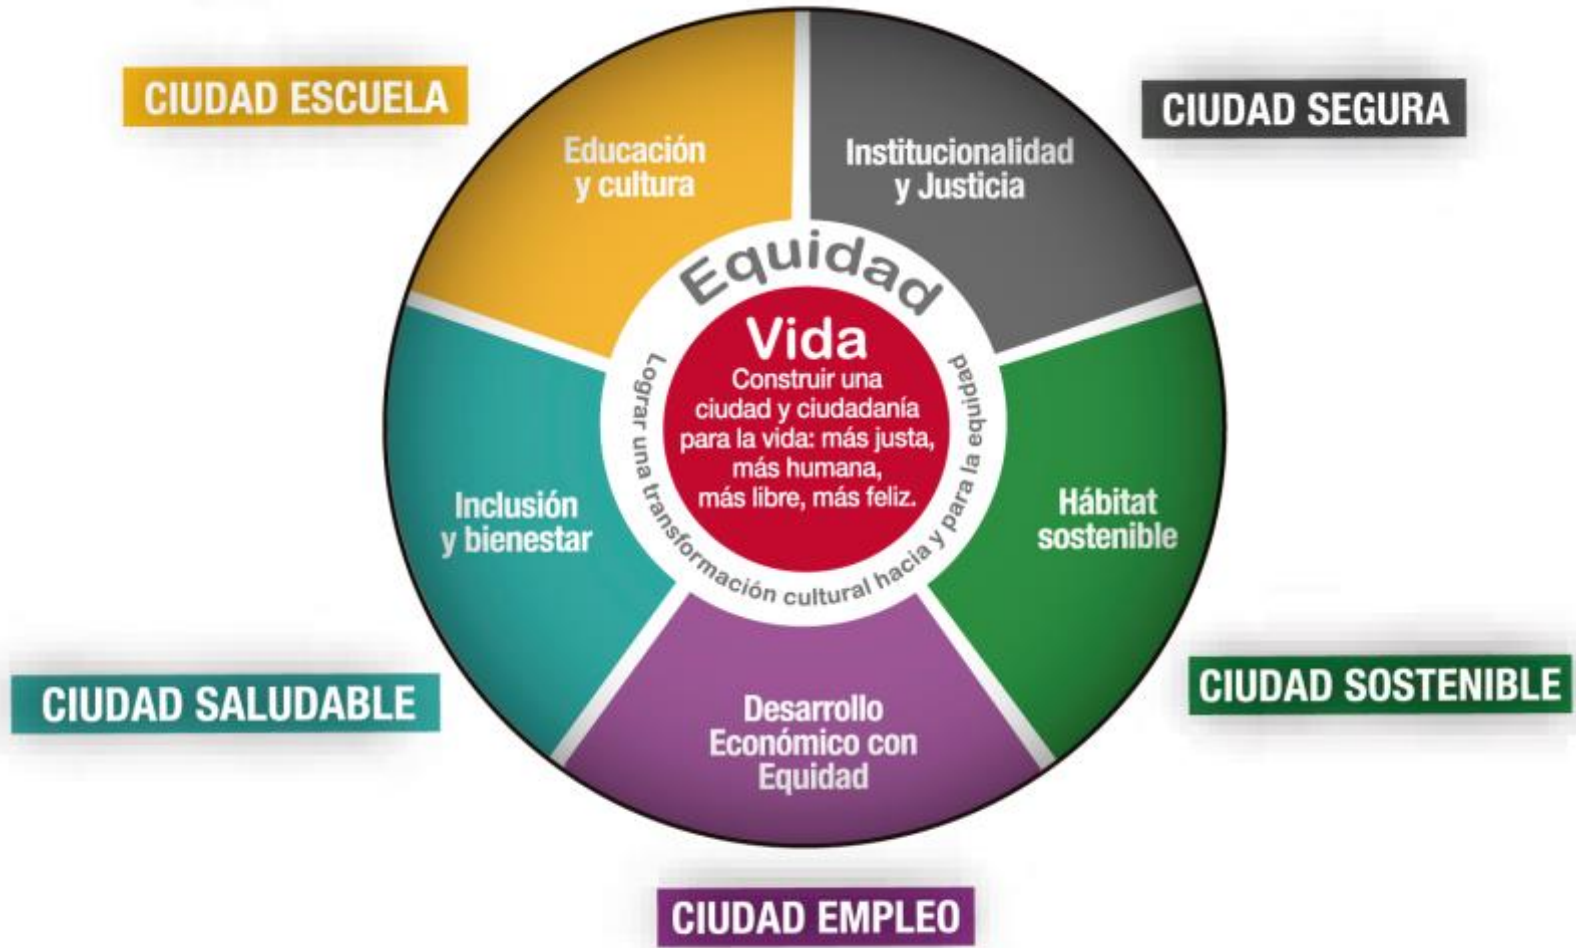 CIUDAD ESCUELA
CIUDAD SEGURA
Educación
y cultura
Institucionalidad
y Justicia
Equidad
Vida
Construir una
ciudad y ciudadanía
para la vida: más justa,
más humana,
más libre, más feliz.
Lograr una transformación cultural hacia y para la equidad
Inclusión
y bienestar
Hábitat
sostenible
Desarrollo
Económico con
Equidad
CIUDAD SALUDABLE
CIUDAD SOSTENIBLE
CIUDAD EMPLEO